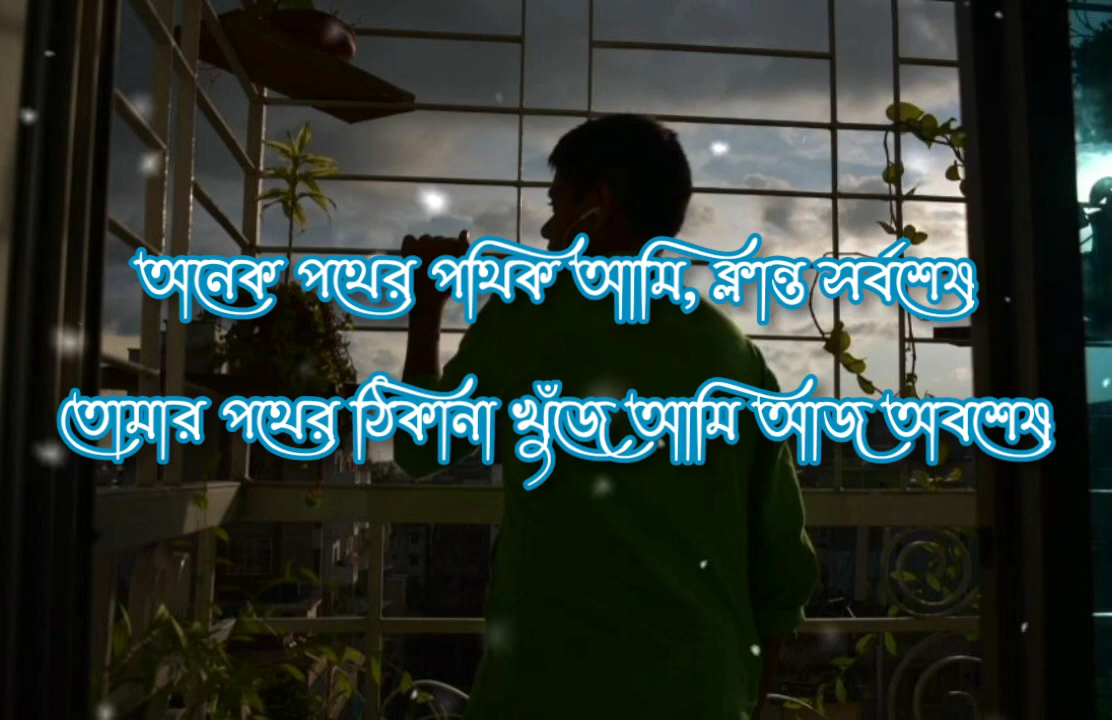 অনেক পথের পথিক আমি, ক্লান্ত সর্বশেষ
তোমার পথের ঠিকানা খুঁজে আমি আজ অবশেষ